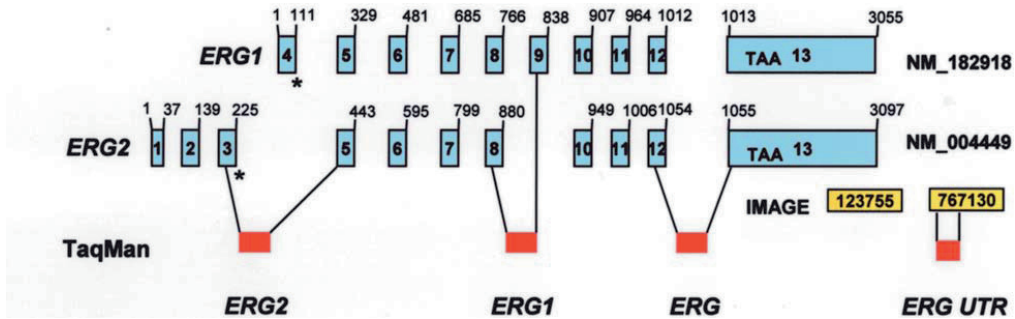 1 111 329 481 685 766 838 907 964 1012 1013 3055
ERG1 4 5 6 7 8 9 10 11 12 TAA 13 NM_182918
*
1 37 139 225 443 595 799 880 949 1006 1054 1055 3097
ERG2 1 2 3 5 6 7 8 10 11 12 TAA 13 NM_004449
*
IMAGE 123755 767130
TaqMan
ERG2 ERG1 ERG ERG UTR